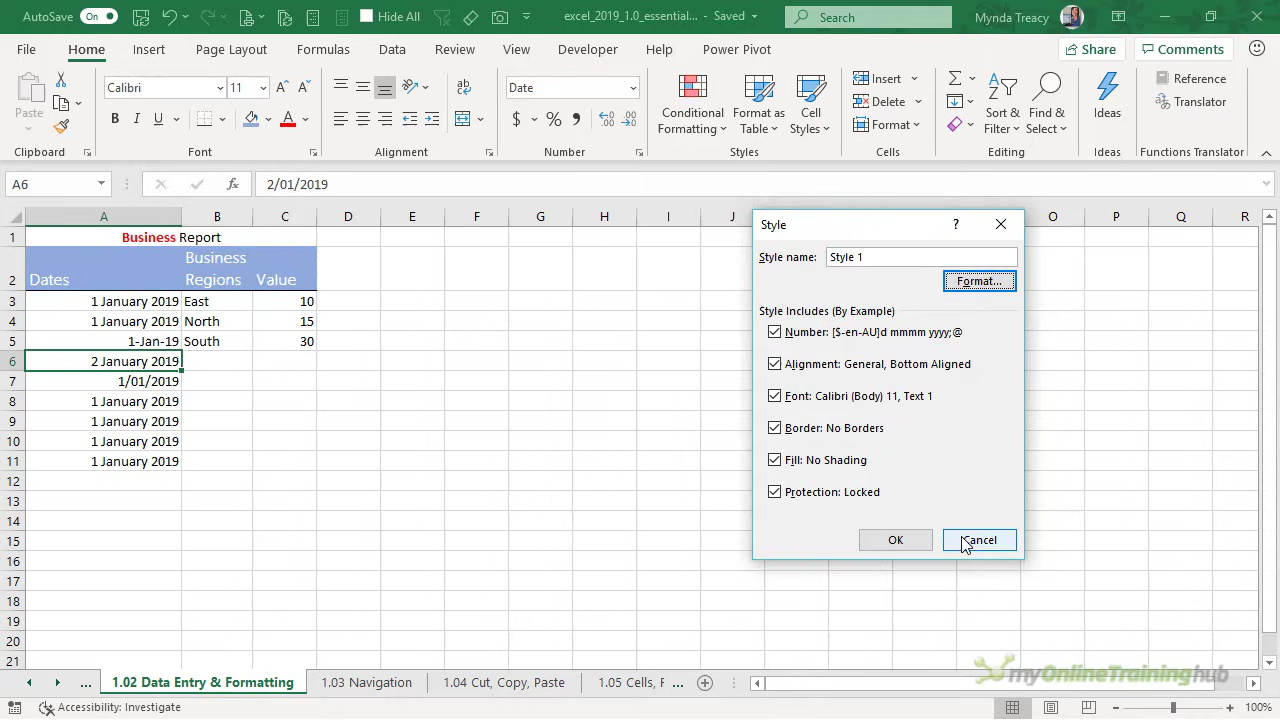 AutoSave On Hide All excel_2019_1.0_essential... - Saved Search Mynda Treacy
File Home Insert Page Layout Formulas Data Review View Developer Help Power Pivot Share Comments
Paste Calibri 11 Date Conditional Formatting Format as Table Cell Styles Insert Delete Format Sort & Filter Find & Select Ideas Reference Translator
Clipboard Font Alignment Number Styles Cells Editing Ideas Functions Translator
A6 fx 2/01/2019
A B C D E F G H I J O P Q R
1 Business Report
2 Dates Business Regions Value
3 1 January 2019 East 10
4 1 January 2019 North 15
5 1-Jan-19 South 30
6 2 January 2019
7 1/01/2019
8 1 January 2019
9 1 January 2019
10 1 January 2019
11 1 January 2019
12
13
14
15
16
17
18
19
20
21
Style ?
Style name: Style 1
Format...
Style Includes (By Example)
Number: [$-en-AU]d mmmm yyyy;@
Alignment: General, Bottom Aligned
Font: Calibri (Body) 11, Text 1
Border: No Borders
Fill: No Shading
Protection: Locked
OK Cancel
... 1.02 Data Entry & Formatting 1.02 Navigation 1.04 Cut, Copy, Paste 1.05 Cells, F ...
myOnlineTraininghub
Accessibility: Investigate 100%